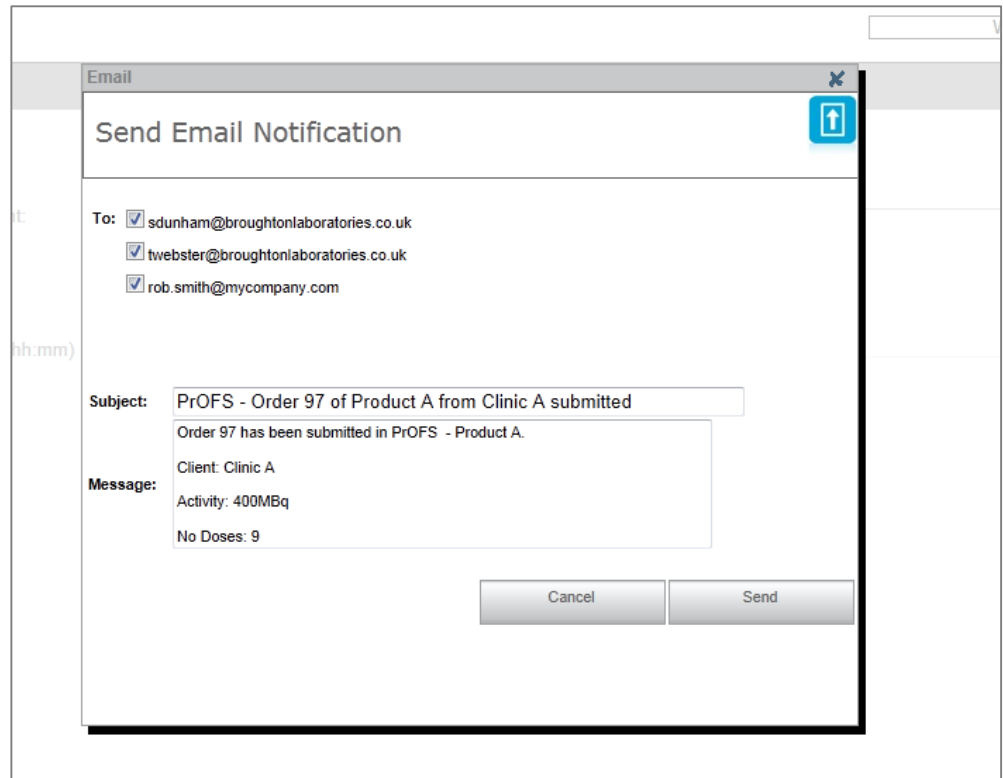 Email
Send Email Notification
To: sdunham@broughtonlaboratories.co.uk
twebster@broughtonlaboratories.co.uk
rob.smith@mycompany.com
hh:mm)
Subject: PrOFS - Order 97 of Product A from Clinic A submitted
Order 97 has been submitted in PrOFS - Product A.
Client: Clinic A
Message:
Activity: 400MBq
No Doses: 9
Cancel Send